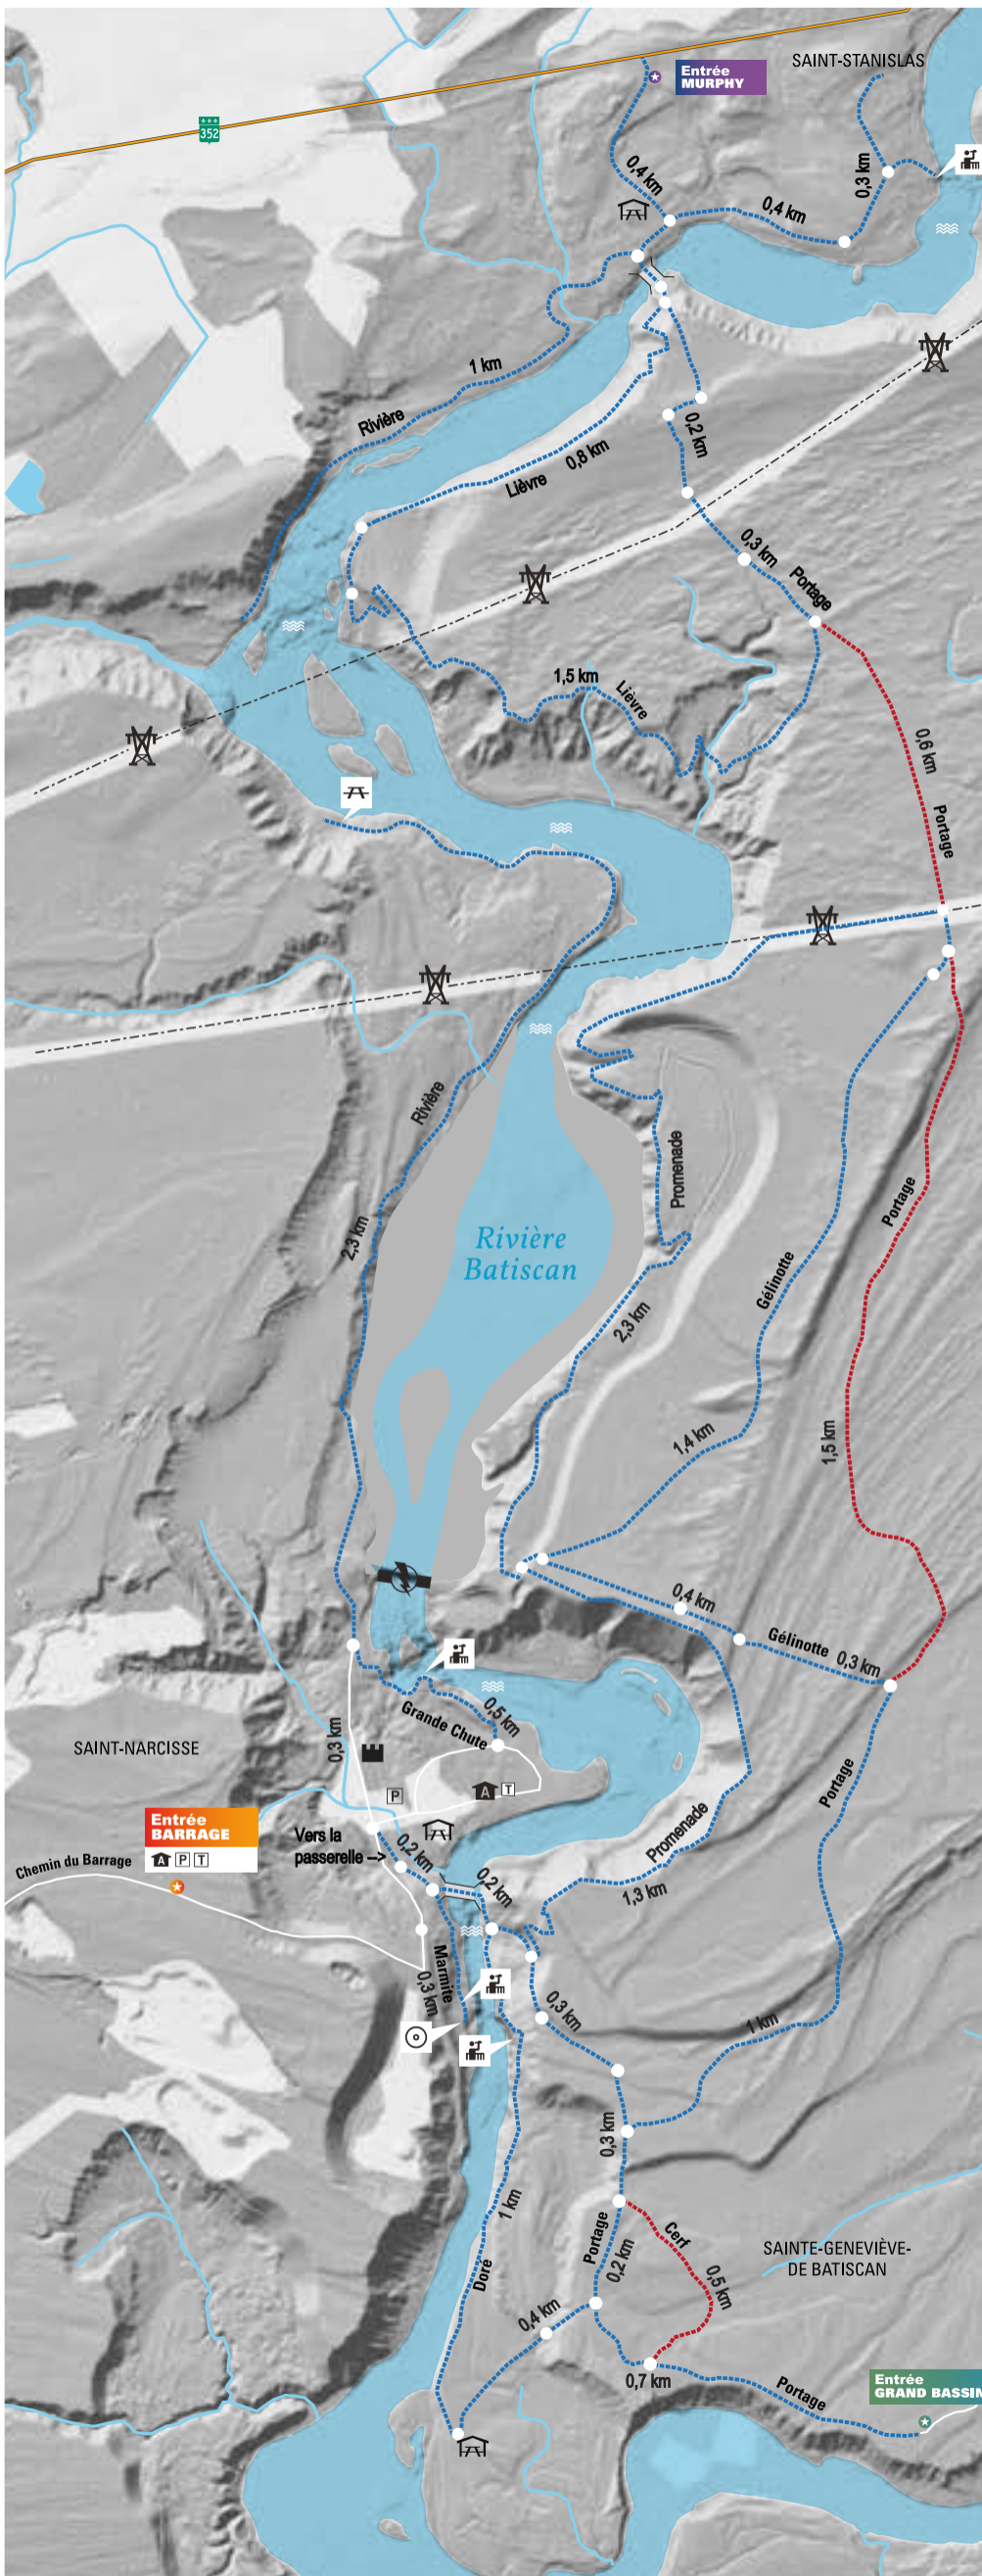 SAINT-STANISLAS
Entrée
MURPHY
352
0,4 km
0,3 km
0,4 km
1 km
Rivière
0,8 km
Lièvre
0,2 km
0,3 km
Portage
1,5 km
Lièvre
0,6 km
Portage
Rivière
Promenade
Portage
2,3 km
Rivière
Batiscan
Gélinotte
2,3 km
1,4 km
1,5 km
0,4 km
Gélinotte
0,3 km
0,5 km
Grande Chute
0,3 km
SAINT-NARCISSE
P
A
T
Portage
Entrée
BARRAGE
A P T
Vers la
passerelle -->
Promenade
Chemin du Barrage
0,2 km
0,2 km
1,3 km
Marmite
0,3 km
0,3 km
1 km
0,3 km
1 km
Portage
Cerf
0,2 km
SAINTE-GENEVIÈVE-
DE BATISCAN
Doré
0,5 km
0,4 km
0,7 km
Portage
Entrée
GRAND BASSIN